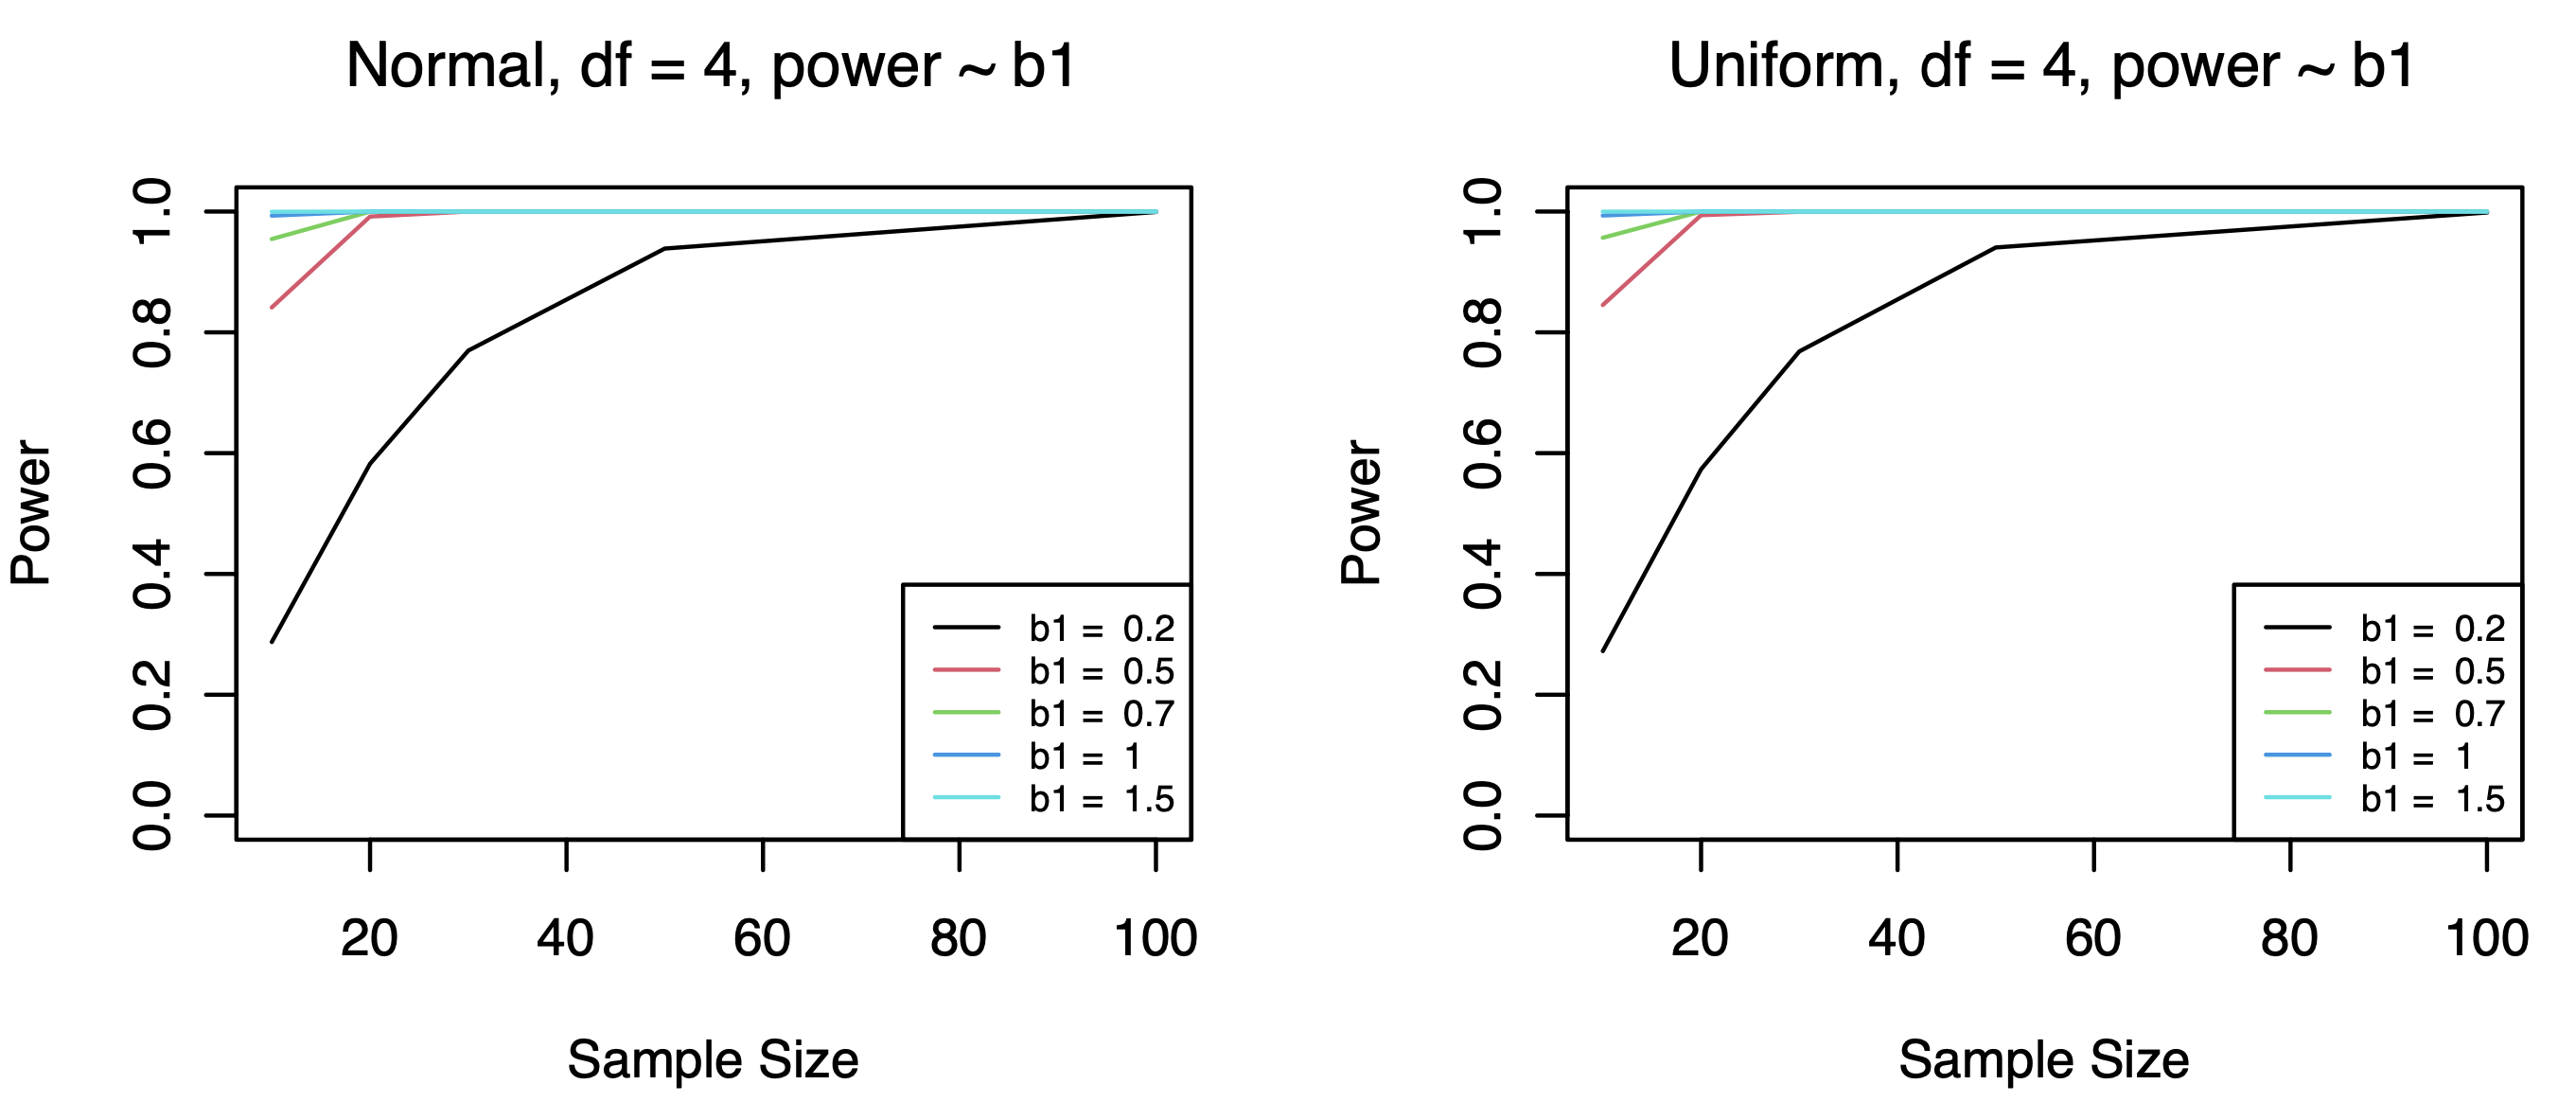 Normal, df = 4, power ~ b1
Power
1.0
0.8
0.6
0.4
0.2
0.0
b1 = 0.2
b1 = 0.5
b1 = 0.7
b1 = 1
b1 = 1.5
20 40 60 80 100
Sample Size
Uniform, df = 4, power ~ b1
Power
1.0
0.8
0.6
0.4
0.2
0.0
b1 = 0.2
b1 = 0.5
b1 = 0.7
b1 = 1
b1 = 1.5
20 40 60 80 100
Sample Size